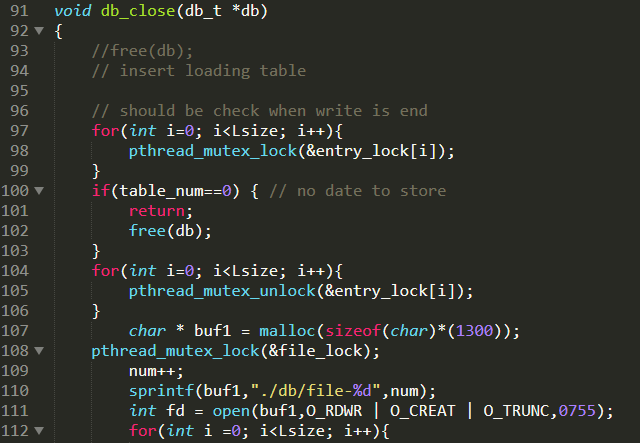 91 void db_close(db_t *db)
92 {
93 //free(db);
94 // insert loading table
95
96 // should be check when write is end
97 for(int i=0; i<Lsize; i++){
98 pthread_mutex_lock(&entry_lock[i]);
99 }
100 if(table_num==0) { // no date to store
101 return;
102 free(db);
103 }
104 for(int i=0; i<Lsize; i++){
105 pthread_mutex_unlock(&entry_lock[i]);
106 }
107 char * buf1 = malloc(sizeof(char)*(1300));
108 pthread_mutex_lock(&file_lock);
109 num++;
110 sprintf(buf1,"./db/file-%d",num);
111 int fd = open(buf1,O_RDWR | O_CREAT | O_TRUNC,0755);
112 for(int i =0; i<Lsize; i++){